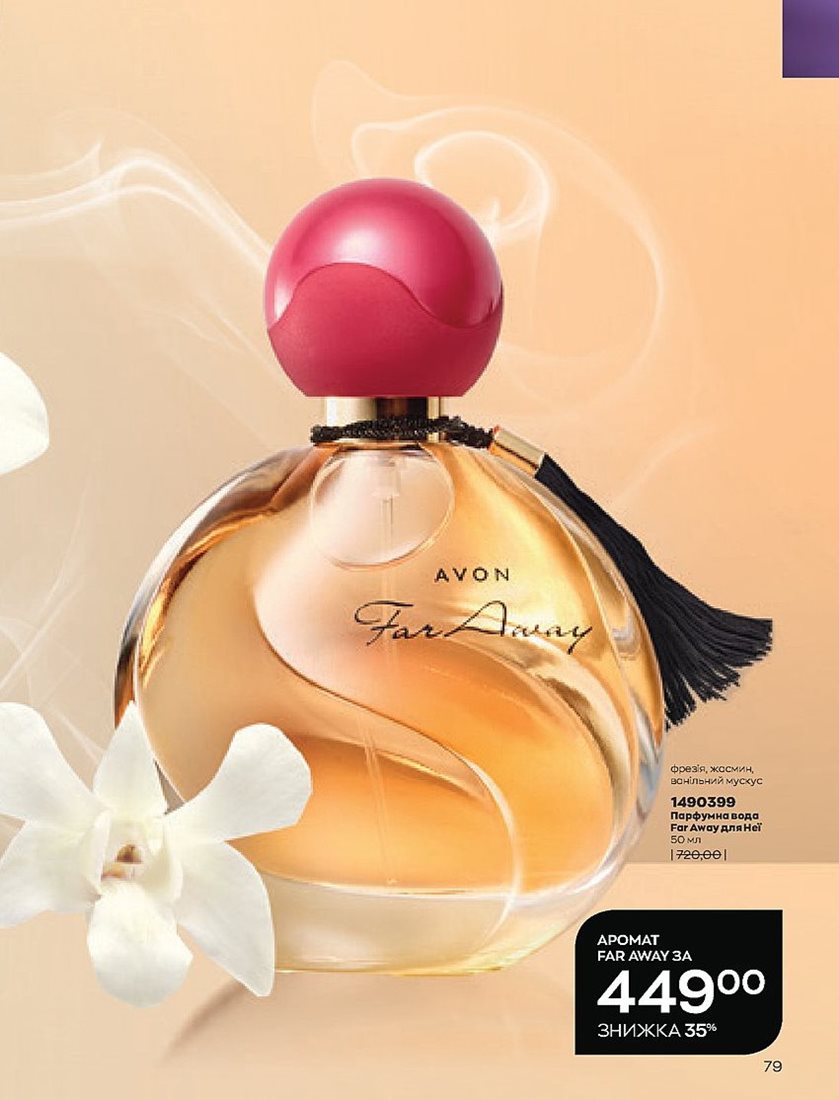 AVON
Far Away
фрезія, жасмин,
ванільний мускус
1490399
Парфумна вода
Far Away для Неї
50 мл
| 720,00 |
АРОМАТ
FAR AWAY ЗА
449⁰⁰
ЗНИЖКА 35%
79